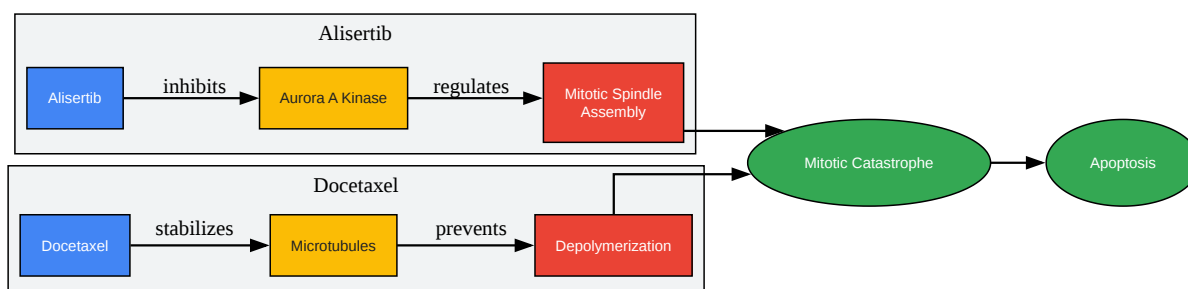 Alisertib
Alisertib
inhibits
Aurora A Kinase
regulates
Mitotic Spindle
Assembly
Docetaxel
Docetaxel
stabilizes
Microtubules
prevents
Depolymerization
Mitotic Catastrophe
Apoptosis